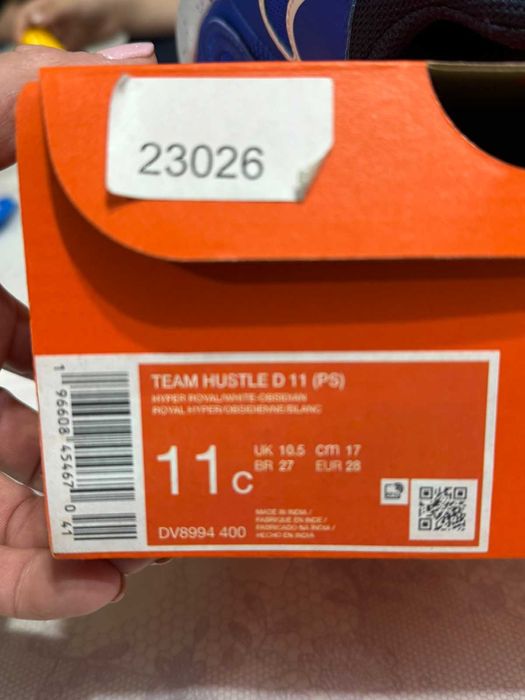 23026
TEAM HUSTLE D 11 (PS)
HYPER ROYAL/WHITE-OBSIDIAN
ROYAL HYPER/OBSIDIENNE/BLANC
11C
UK 10.5 cm 17
BR 27 EUR 28
DV8994 400
MADE IN INDIA /
FABRIQUÉ EN INDE /
FABRICADO NA INDIA /
HECHO EN INDIA
1 96608 45467 0 41